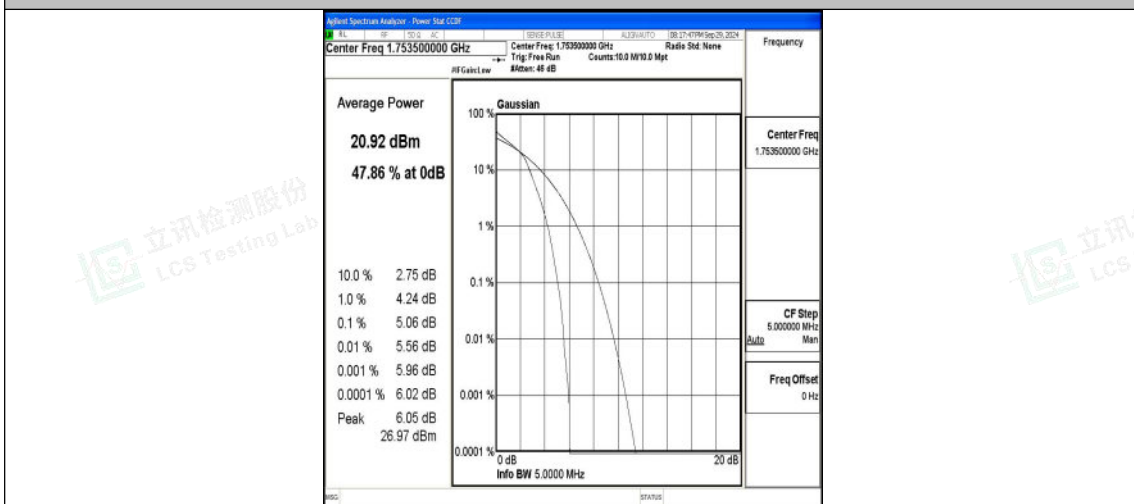 Agilent Spectrum Analyzer - Power Stat CCDF
RL RF 50 Ω AC SENSE:PULSE ALIGNAUTO 08:17:47PM Sep 29, 2024
Center Freq 1.753500000 GHz
Center Freq: 1.753500000 GHz Radio Std: None
Trig: Free Run Counts:10.0 M/10.0 Mpt
#IFGain:Low #Atten: 46 dB
Frequency
Average Power
20.92 dBm
47.86 % at 0dB
10.0 % 2.75 dB
1.0 % 4.24 dB
0.1 % 5.06 dB
0.01 % 5.56 dB
0.001 % 5.96 dB
0.0001 % 6.02 dB
Peak 6.05 dB
26.97 dBm
Gaussian
100 %
10 %
1 %
0.1 %
0.01 %
0.001 %
0.0001 %
0 dB 20 dB
Info BW 5.0000 MHz
Center Freq
1.753500000 GHz
CF Step
5.000000 MHz
Auto Man
Freq Offset
0 Hz
MSG STATUS
立讯检测股份
LCS Testing Lab
立讯
LCS